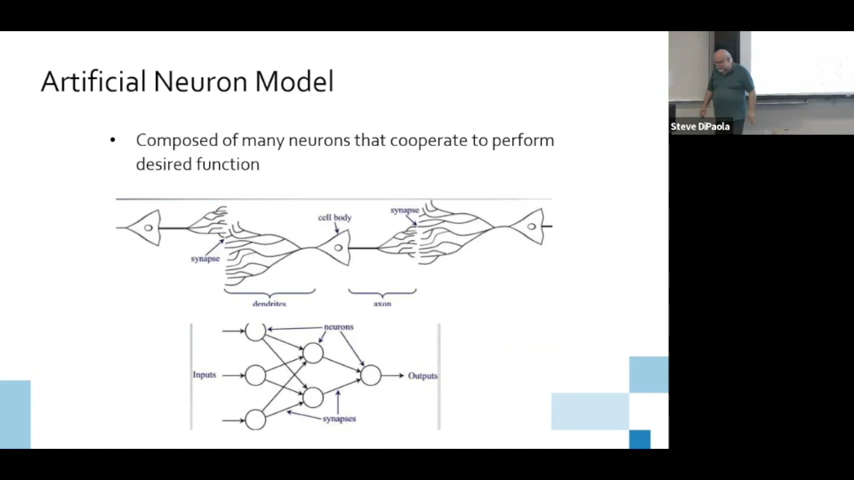 Artificial Neuron Model
Steve DiPaola
• Composed of many neurons that cooperate to perform
desired function
cell body
synapse
synapse
dendrites
axon
neurons
Inputs
Outputs
synapses